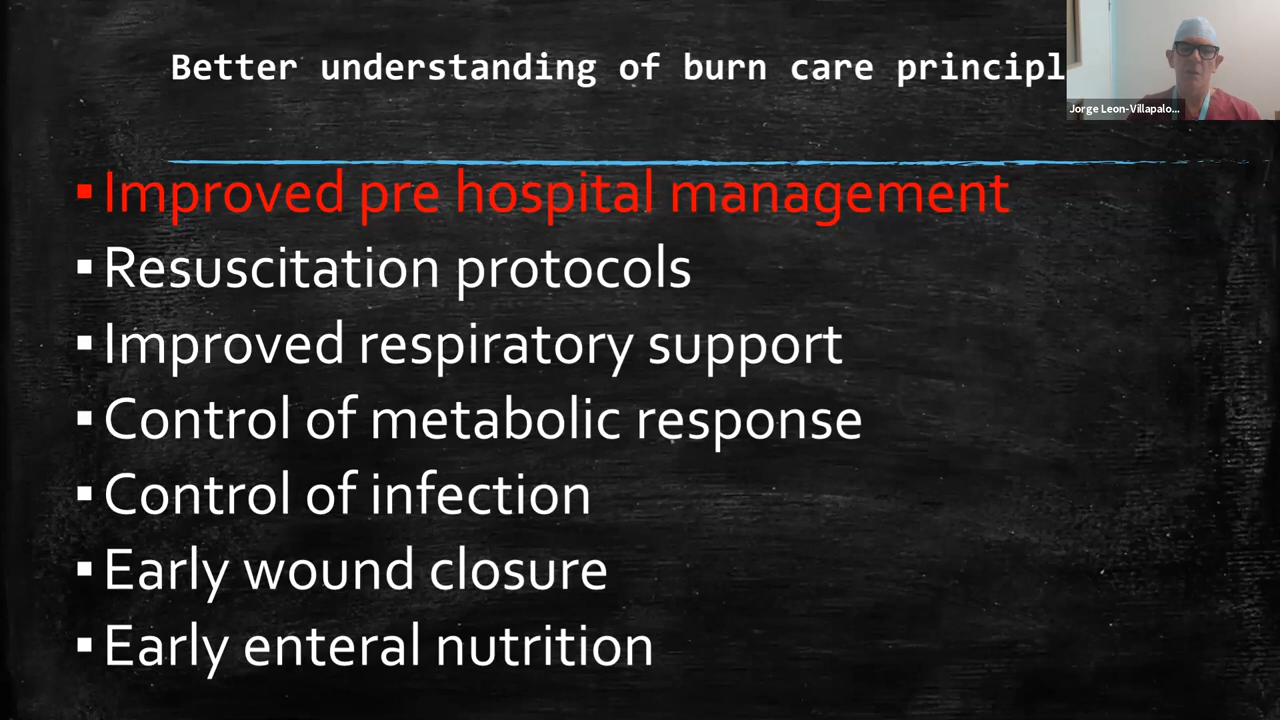 Better understanding of burn care principl
Jorge Leon-Villapalo...
▪ Improved pre hospital management
▪ Resuscitation protocols
▪ Improved respiratory support
▪ Control of metabolic response
▪ Control of infection
▪ Early wound closure
▪ Early enteral nutrition